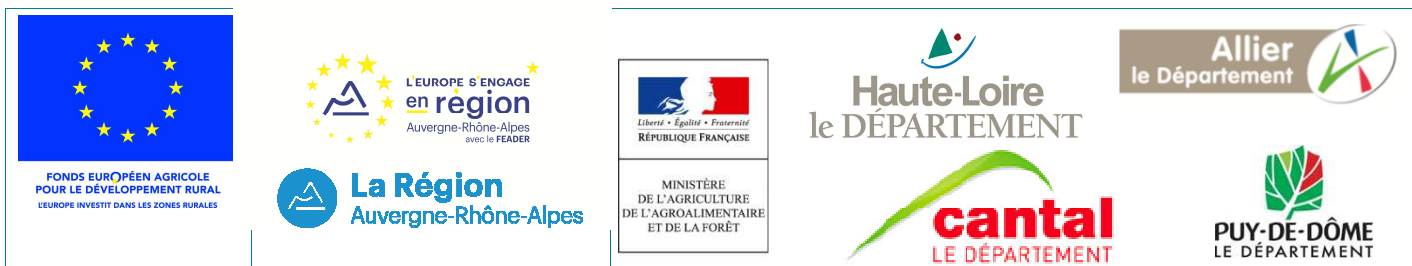 FONDS EUROPÉEN AGRICOLE
POUR LE DÉVELOPPEMENT RURAL
L'EUROPE INVESTIT DANS LES ZONES RURALES
L'EUROPE S'ENGAGE
en région
Auvergne-Rhône-Alpes
avec le FEADER
La Région
Auvergne-Rhône-Alpes
Liberté • Égalité • Fraternité
RÉPUBLIQUE FRANÇAISE
MINISTÈRE
DE L'AGRICULTURE
DE L'AGROALIMENTAIRE
ET DE LA FORÊT
Haute-Loire
le DÉPARTEMENT
Allier
le Département
cantal
LE DÉPARTEMENT
PUY-DE-DÔME
LE DÉPARTEMENT